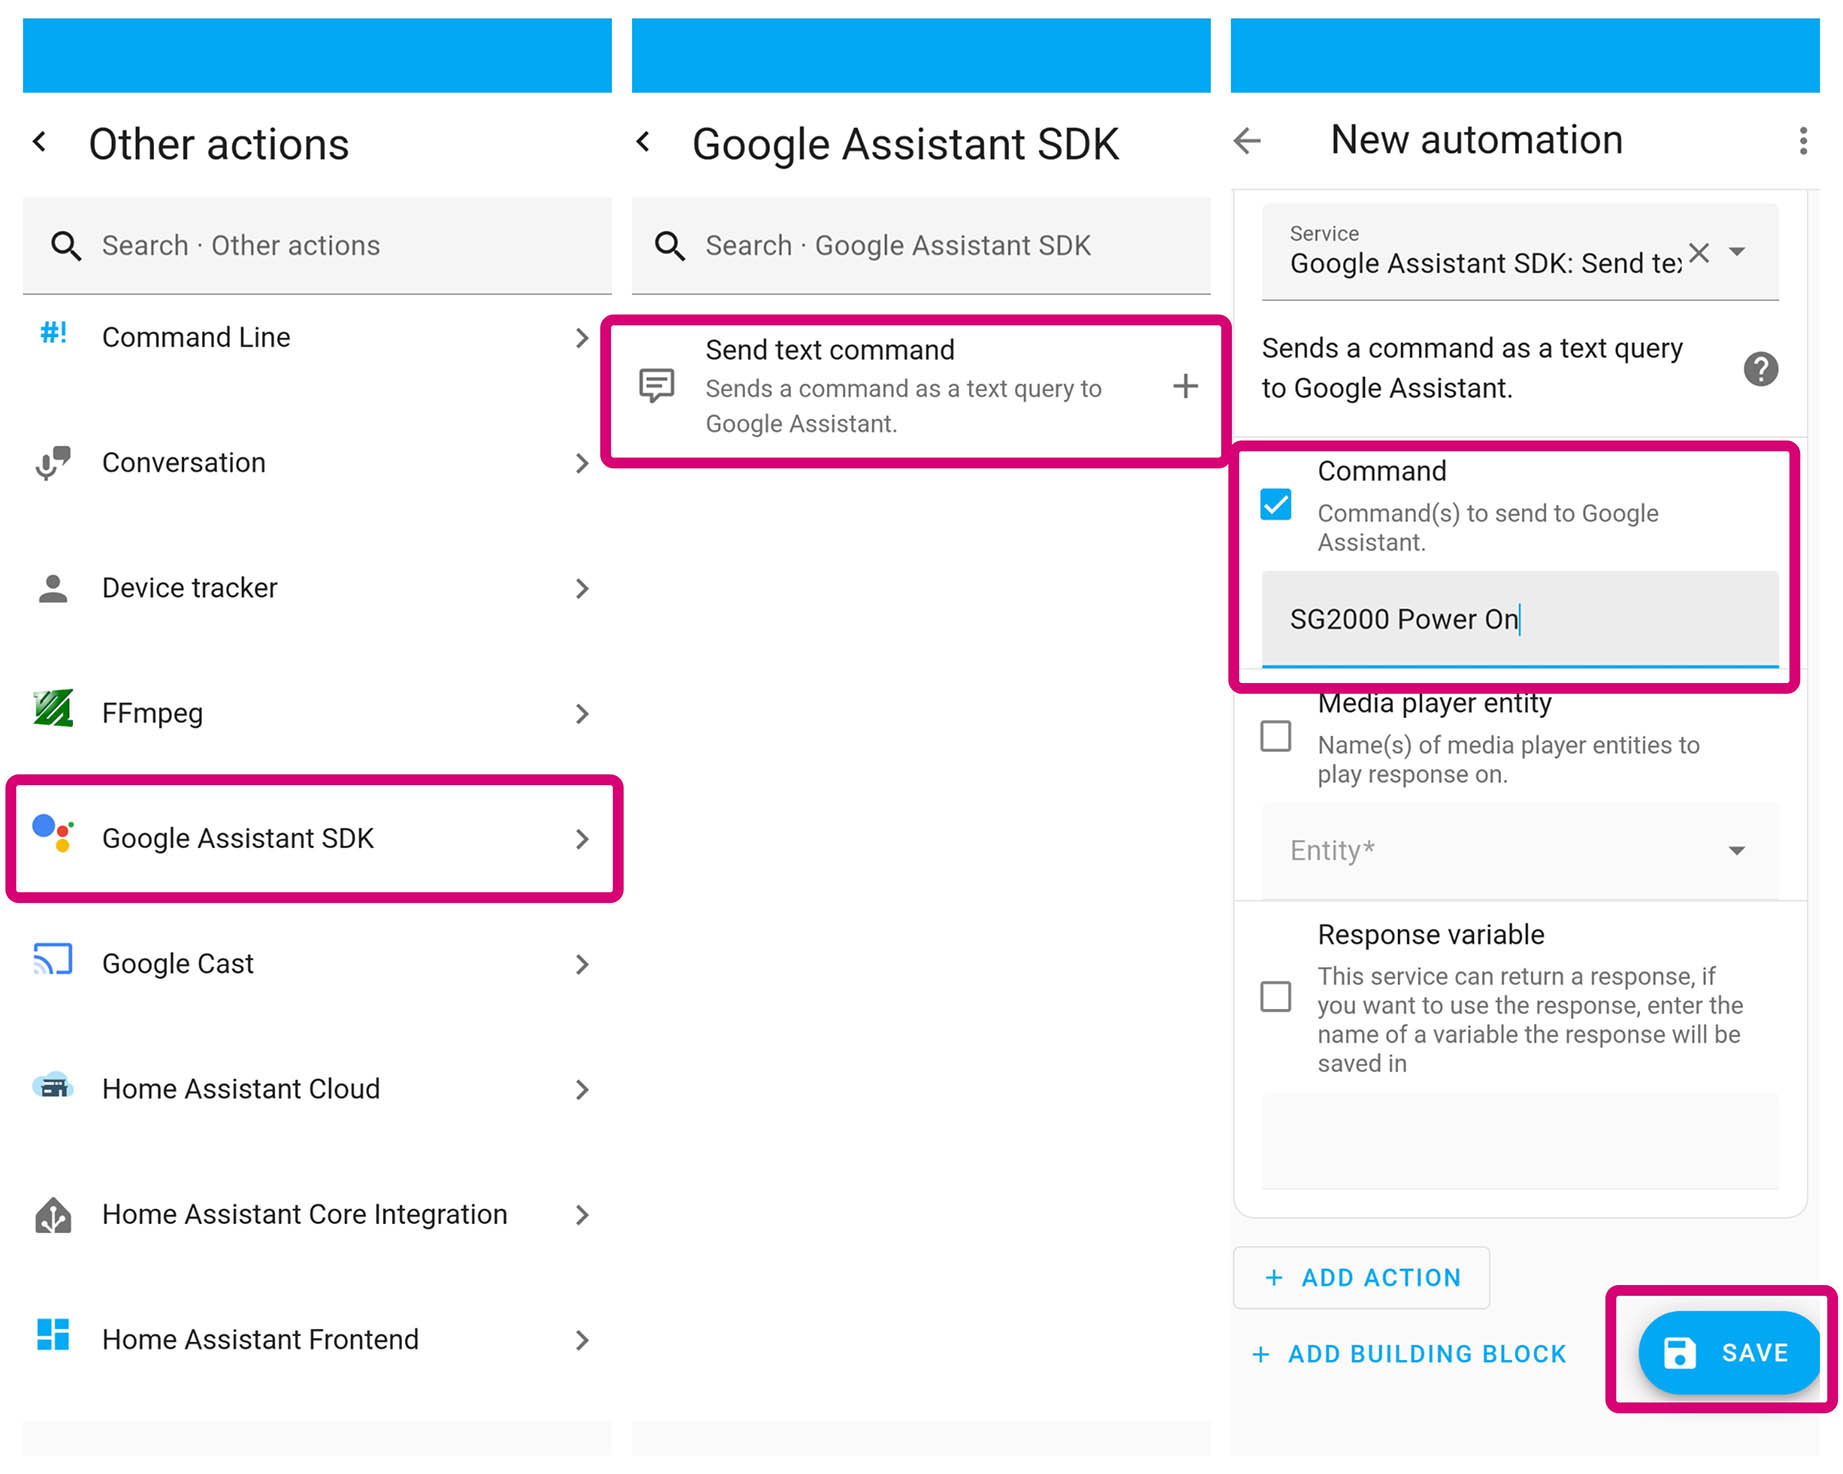 Other actions
Search · Other actions
#!
Command Line
Conversation
Device tracker
FFmpeg
Google Assistant SDK
Google Cast
Home Assistant Cloud
Home Assistant Core Integration
Home Assistant Frontend
Google Assistant SDK
Search · Google Assistant SDK
Send text command
Sends a command as a text query to
Google Assistant.
New automation
Service
Google Assistant SDK: Send tex
Sends a command as a text query
to Google Assistant.
Command
Command(s) to send to Google
Assistant.
SG2000 Power On
Media player entity
Name(s) of media player entities to
play response on.
Entity*
Response variable
This service can return a response, if
you want to use the response, enter the
name of a variable the response will be
saved in
+ ADD ACTION
+ ADD BUILDING BLOCK
SAVE